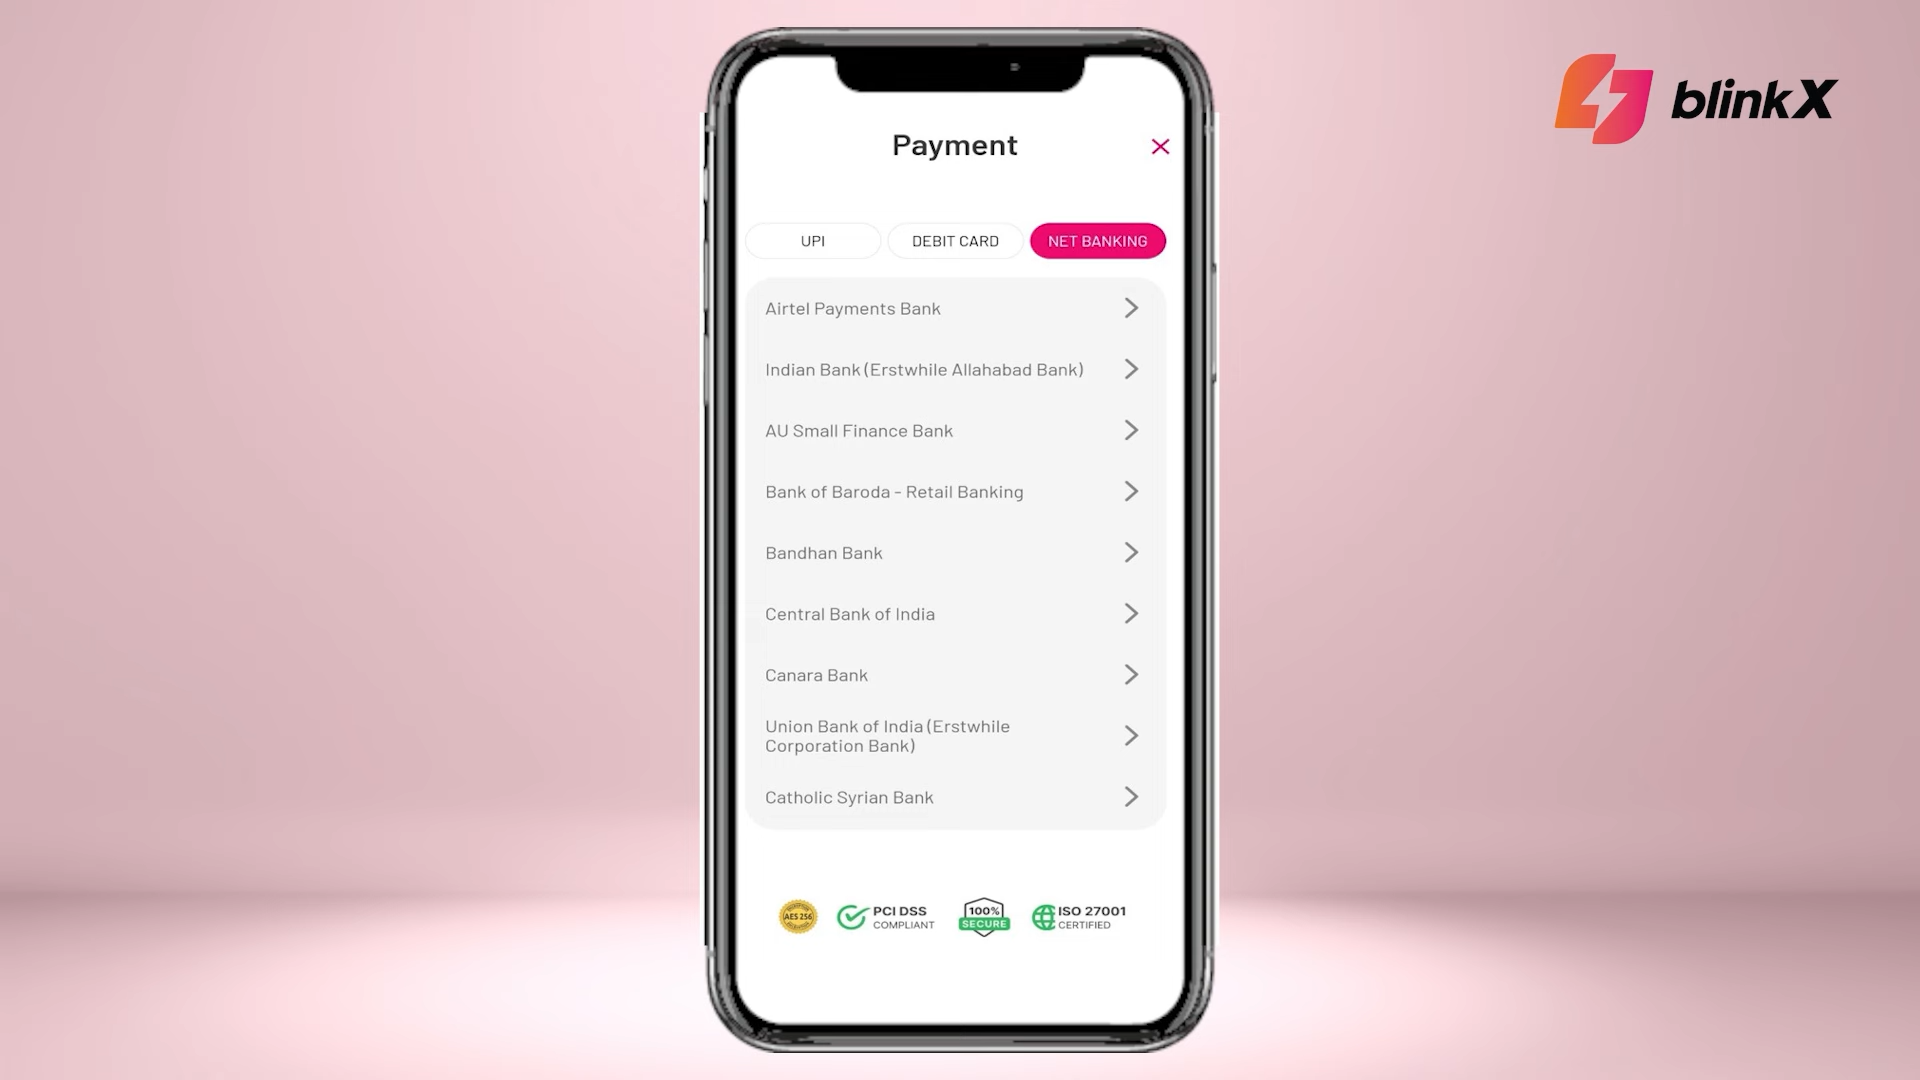 blinkX
Payment
UPI
DEBIT CARD
NET BANKING
Airtel Payments Bank
Indian Bank (Erstwhile Allahabad Bank)
AU Small Finance Bank
Bank of Baroda - Retail Banking
Bandhan Bank
Central Bank of India
Canara Bank
Union Bank of India (Erstwhile
Corporation Bank)
Catholic Syrian Bank
AES 256
PCI DSS
COMPLIANT
100%
SECURE
ISO 27001
CERTIFIED